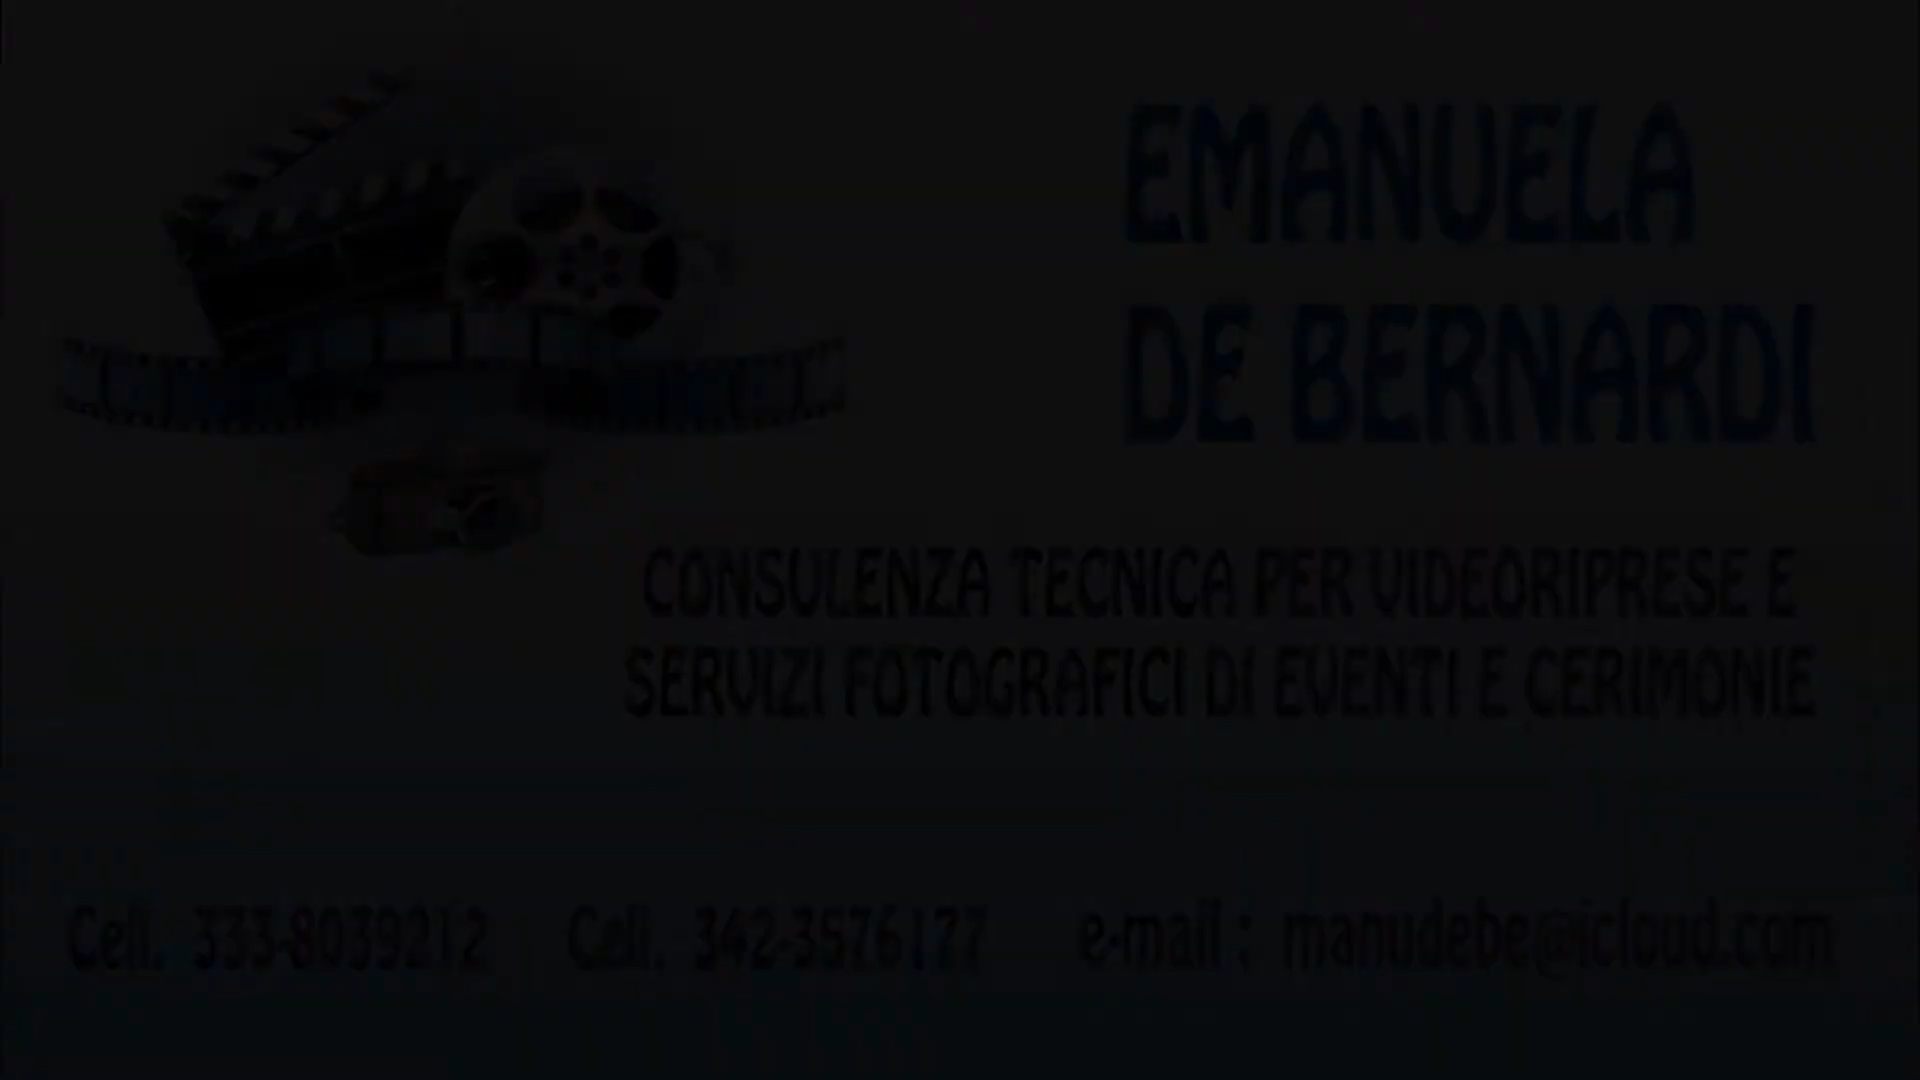 EMANUELA
DE BERNARDI
CONSULENZA TECNICA PER VIDEORIPRESE E
SERVIZI FOTOGRAFICI DI EVENTI E CERIMONIE
Cell. 333-8039212 Cell. 342-3576177 e-mail : manudebe@icloud.com